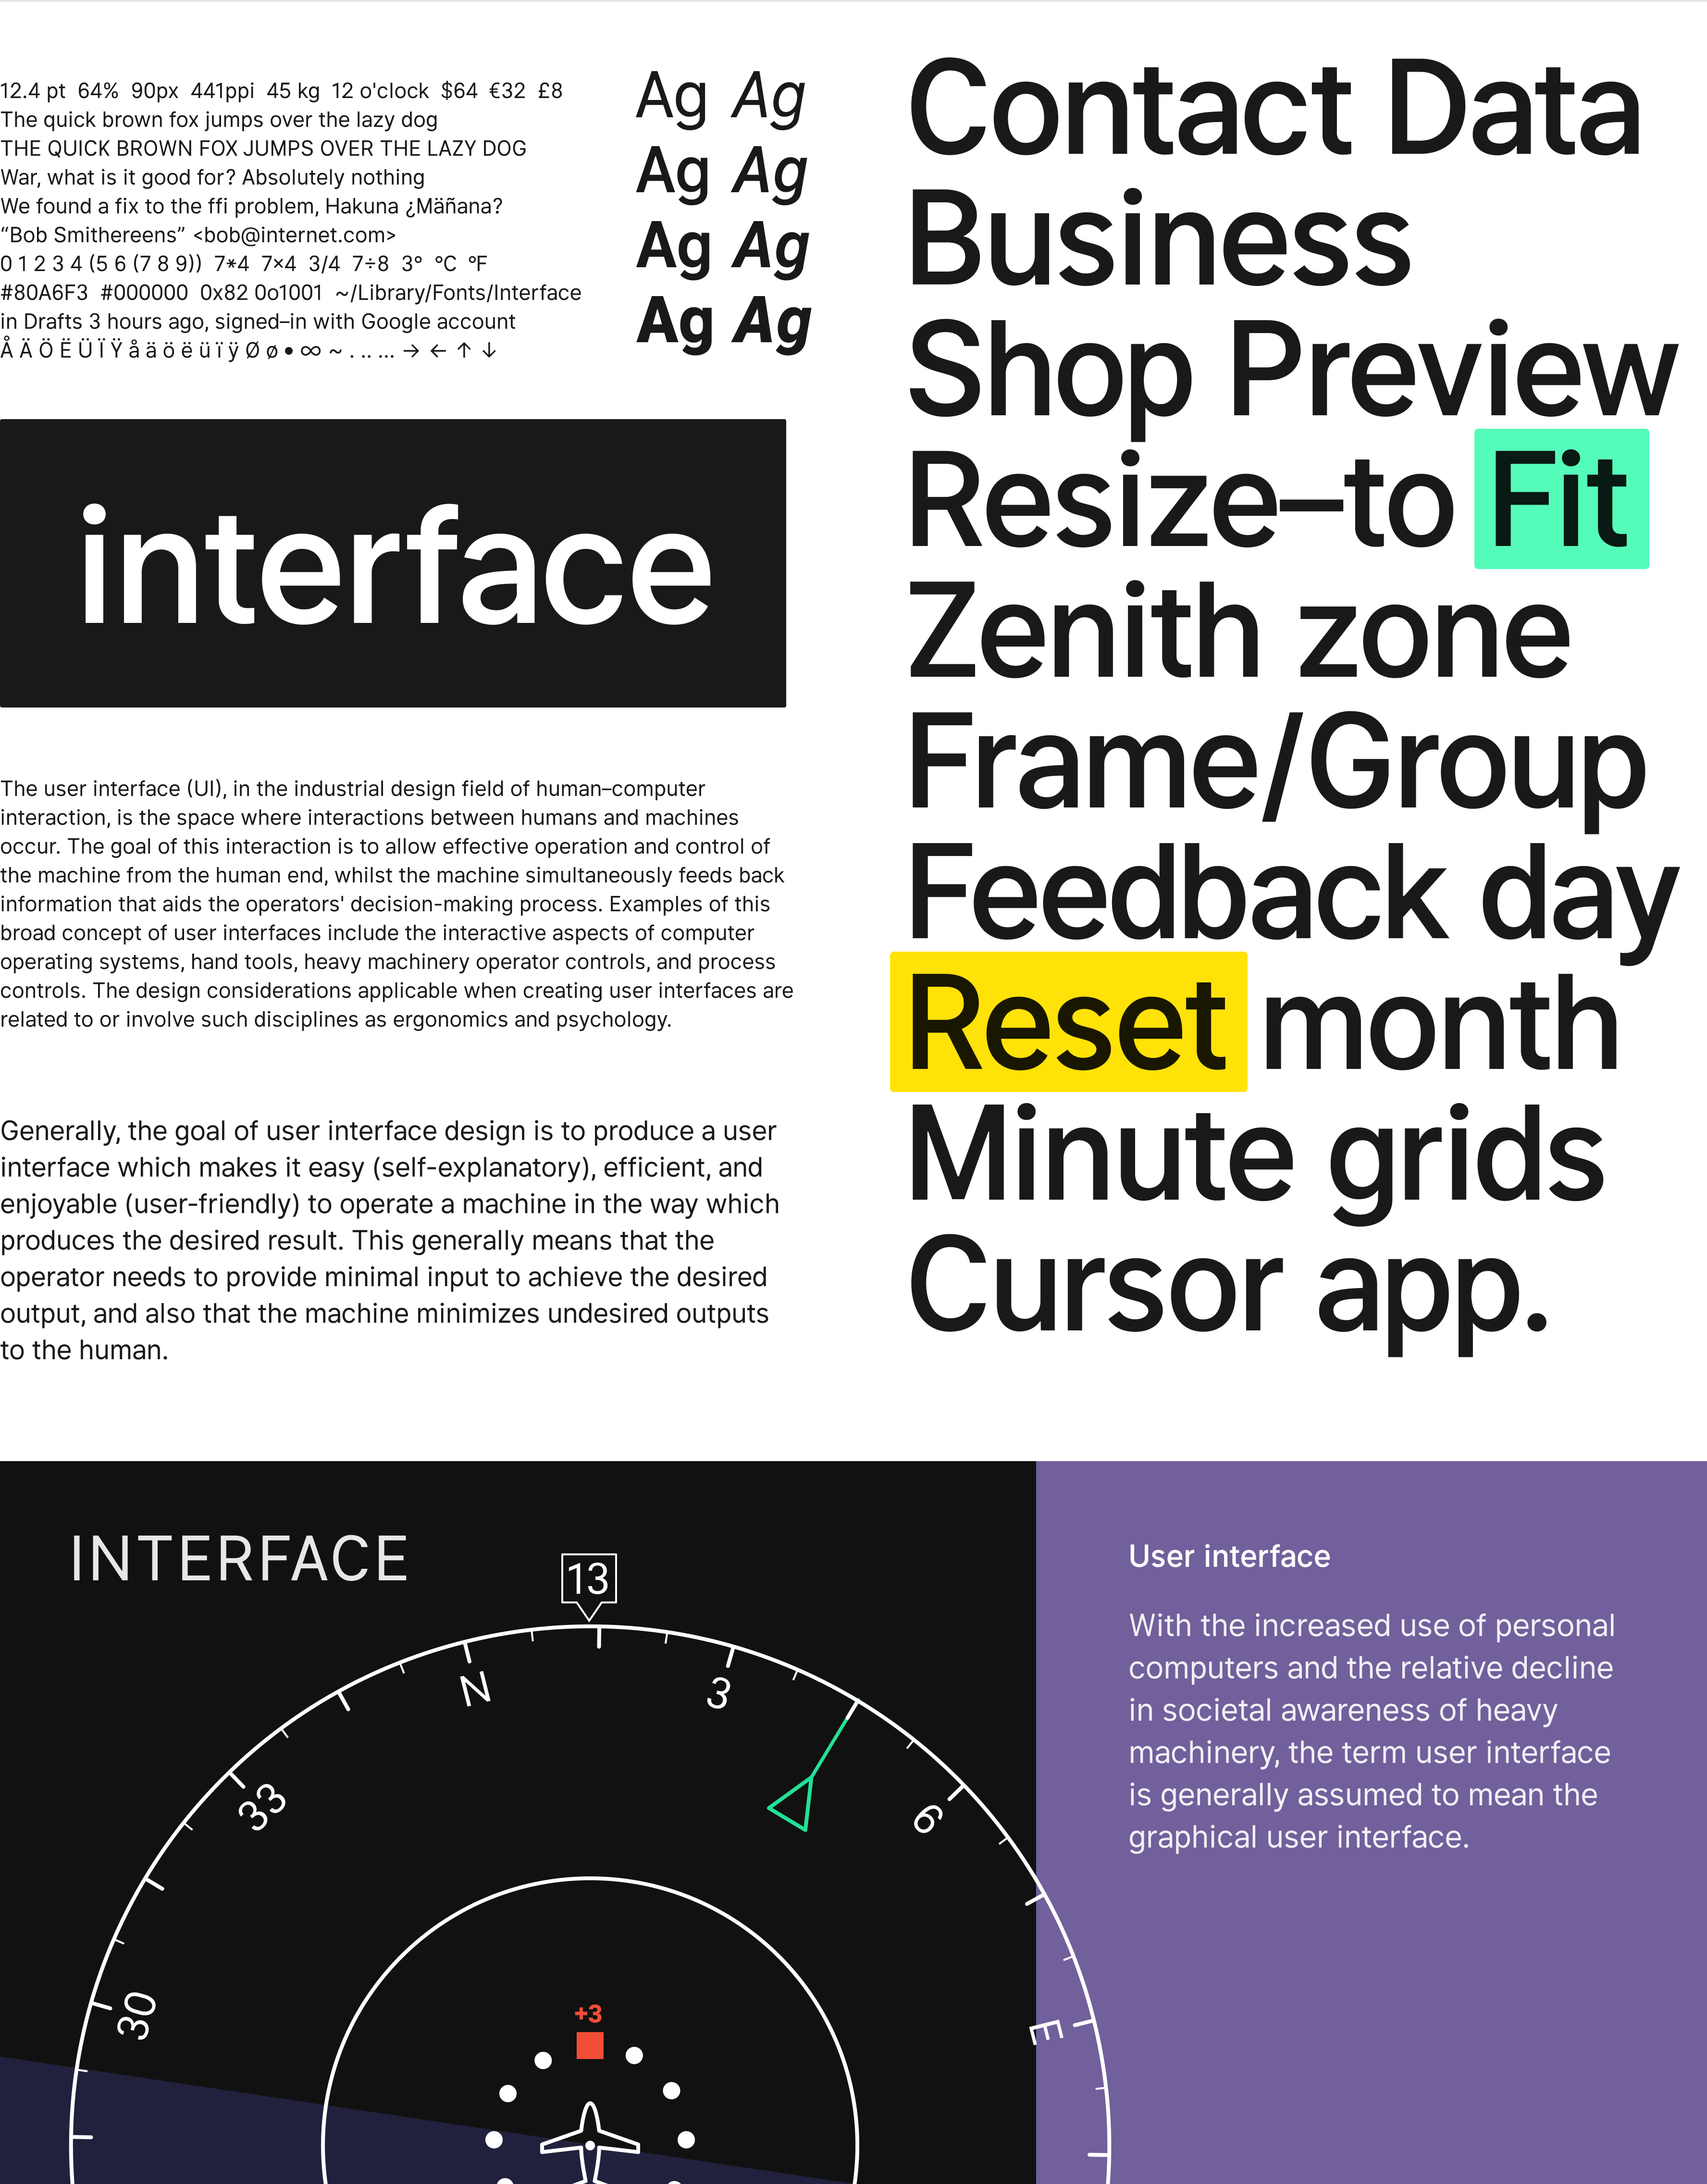 12.4 pt  64%  90px  441ppi  45 kg  12 o'clock  $64  €32  £8
The quick brown fox jumps over the lazy dog
THE QUICK BROWN FOX JUMPS OVER THE LAZY DOG
War, what is it good for? Absolutely nothing
We found a fix to the ffi problem, Hakuna ¿Mäñana?
“Bob Smithereens” <bob@internet.com>
0 1 2 3 4 (5 6 (7 8 9))  7*4  7×4  3/4  7÷8  3°  °C  °F
#80A6F3  #000000  0x82 0o1001  ~/Library/Fonts/Interface
in Drafts 3 hours ago, signed–in with Google account
Å Ä Ö Ë Ü Ï Ÿ å ä ö ë ü ï ÿ Ø ø • ∞ ~ . .. … → ← ↑ ↓
Ag Ag
Ag Ag
Ag Ag
Ag Ag
interface
The user interface (UI), in the industrial design field of human–computer
interaction, is the space where interactions between humans and machines
occur. The goal of this interaction is to allow effective operation and control of
the machine from the human end, whilst the machine simultaneously feeds back
information that aids the operators' decision-making process. Examples of this
broad concept of user interfaces include the interactive aspects of computer
operating systems, hand tools, heavy machinery operator controls, and process
controls. The design considerations applicable when creating user interfaces are
related to or involve such disciplines as ergonomics and psychology.
Generally, the goal of user interface design is to produce a user
interface which makes it easy (self-explanatory), efficient, and
enjoyable (user-friendly) to operate a machine in the way which
produces the desired result. This generally means that the
operator needs to provide minimal input to achieve the desired
output, and also that the machine minimizes undesired outputs
to the human.
Contact Data
Business
Shop Preview
Resize–to Fit
Zenith zone
Frame/Group
Feedback day
Reset month
Minute grids
Cursor app.
INTERFACE
13
N
3
33
6
30
E
+3
User interface
With the increased use of personal
computers and the relative decline
in societal awareness of heavy
machinery, the term user interface
is generally assumed to mean the
graphical user interface.